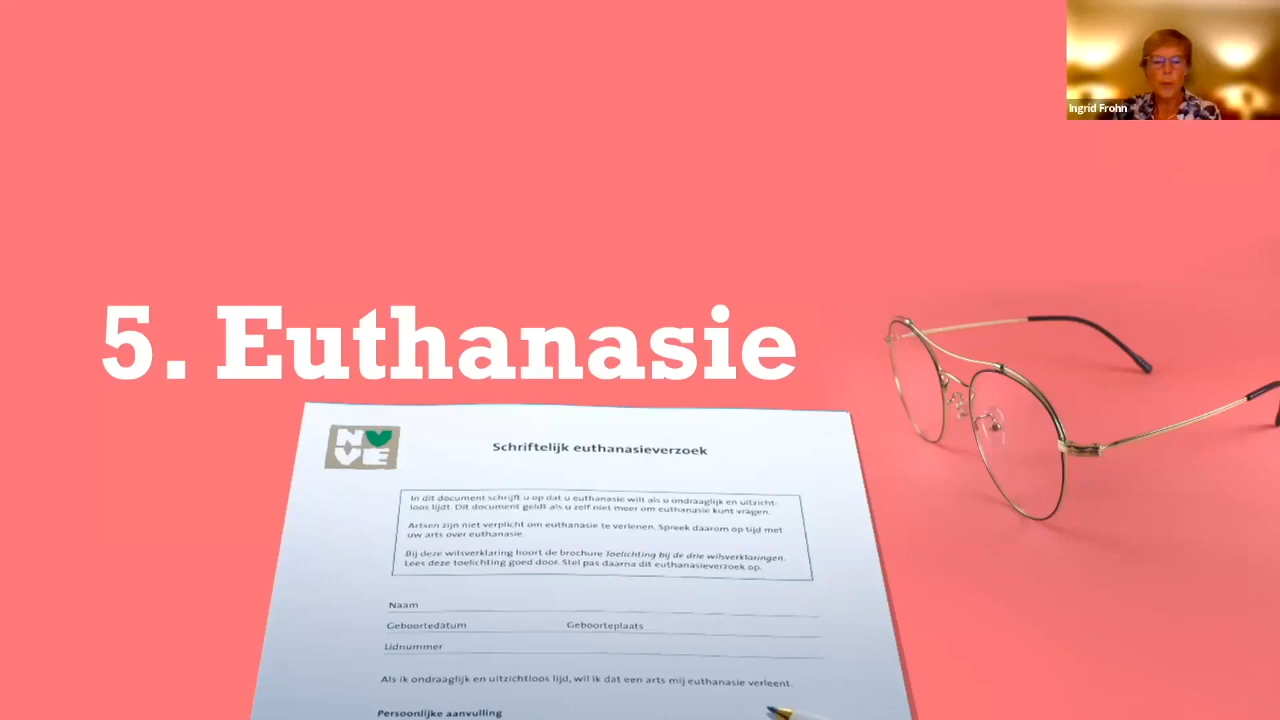 Ingrid Frohn
5. Euthanasie
NVVE
Schriftelijk euthanasieverzoek
In dit document schrijft u op dat u euthanasie wilt als u ondraaglijk en uitzicht-
loos lijdt. Dit document geldt als u zelf niet meer om euthanasie kunt vragen.
Artsen zijn niet verplicht om euthanasie te verlenen. Spreek daarom op tijd met
uw arts over euthanasie.
Bij deze wilsverklaring hoort de brochure Toelichting bij de drie wilsverklaringen.
Lees deze toelichting goed door. Stel pas daarna dit euthanasieverzoek op.
Naam
Geboortedatum Geboorteplaats
Lidnummer
Als ik ondraaglijk en uitzichtloos lijd, wil ik dat een arts mij euthanasie verleent.
Persoonlijke aanvulling